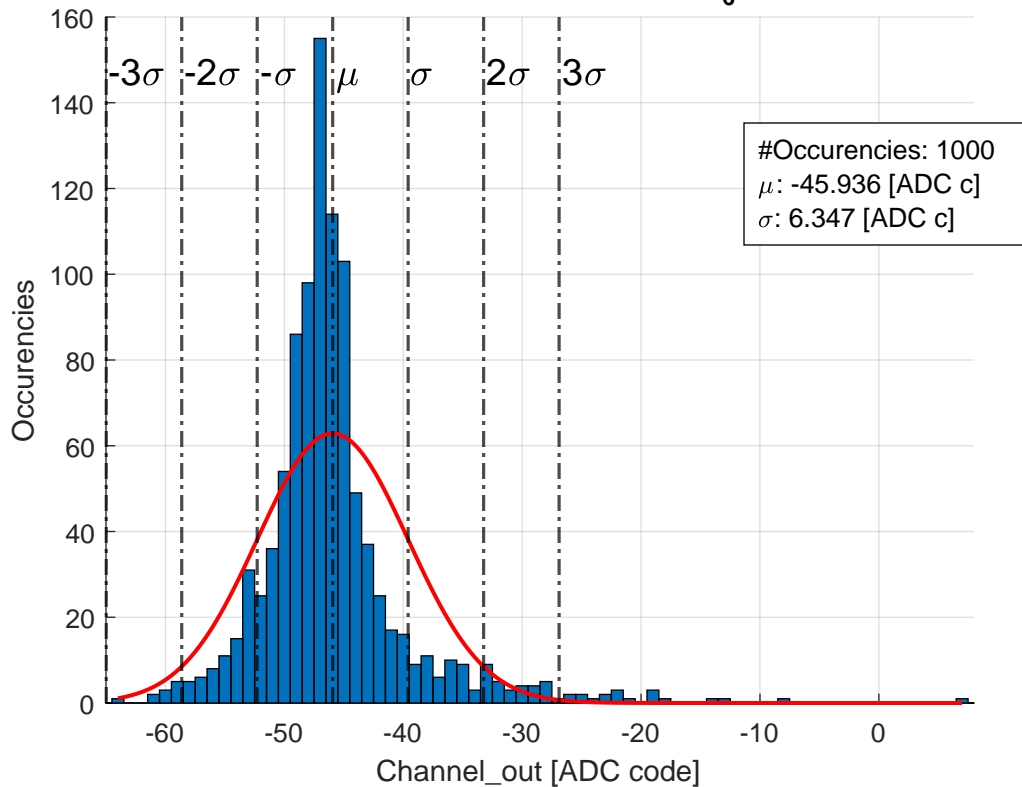 160
140
120
100
80
60
40
20
0
Occurencies
-3σ -2σ -σ μ σ 2σ 3σ
#Occurencies: 1000
μ: -45.936 [ADC c]
σ: 6.347 [ADC c]
-60 -50 -40 -30 -20 -10 0
Channel_out [ADC code]